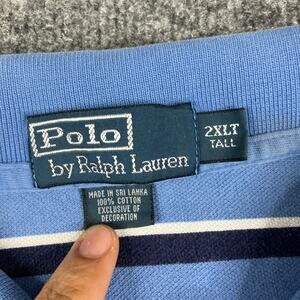 Polo
by Ralph Lauren
2XLT
TALL
MADE IN SRI LANKA
100% COTTON
EXCLUSIVE OF
DECORATION